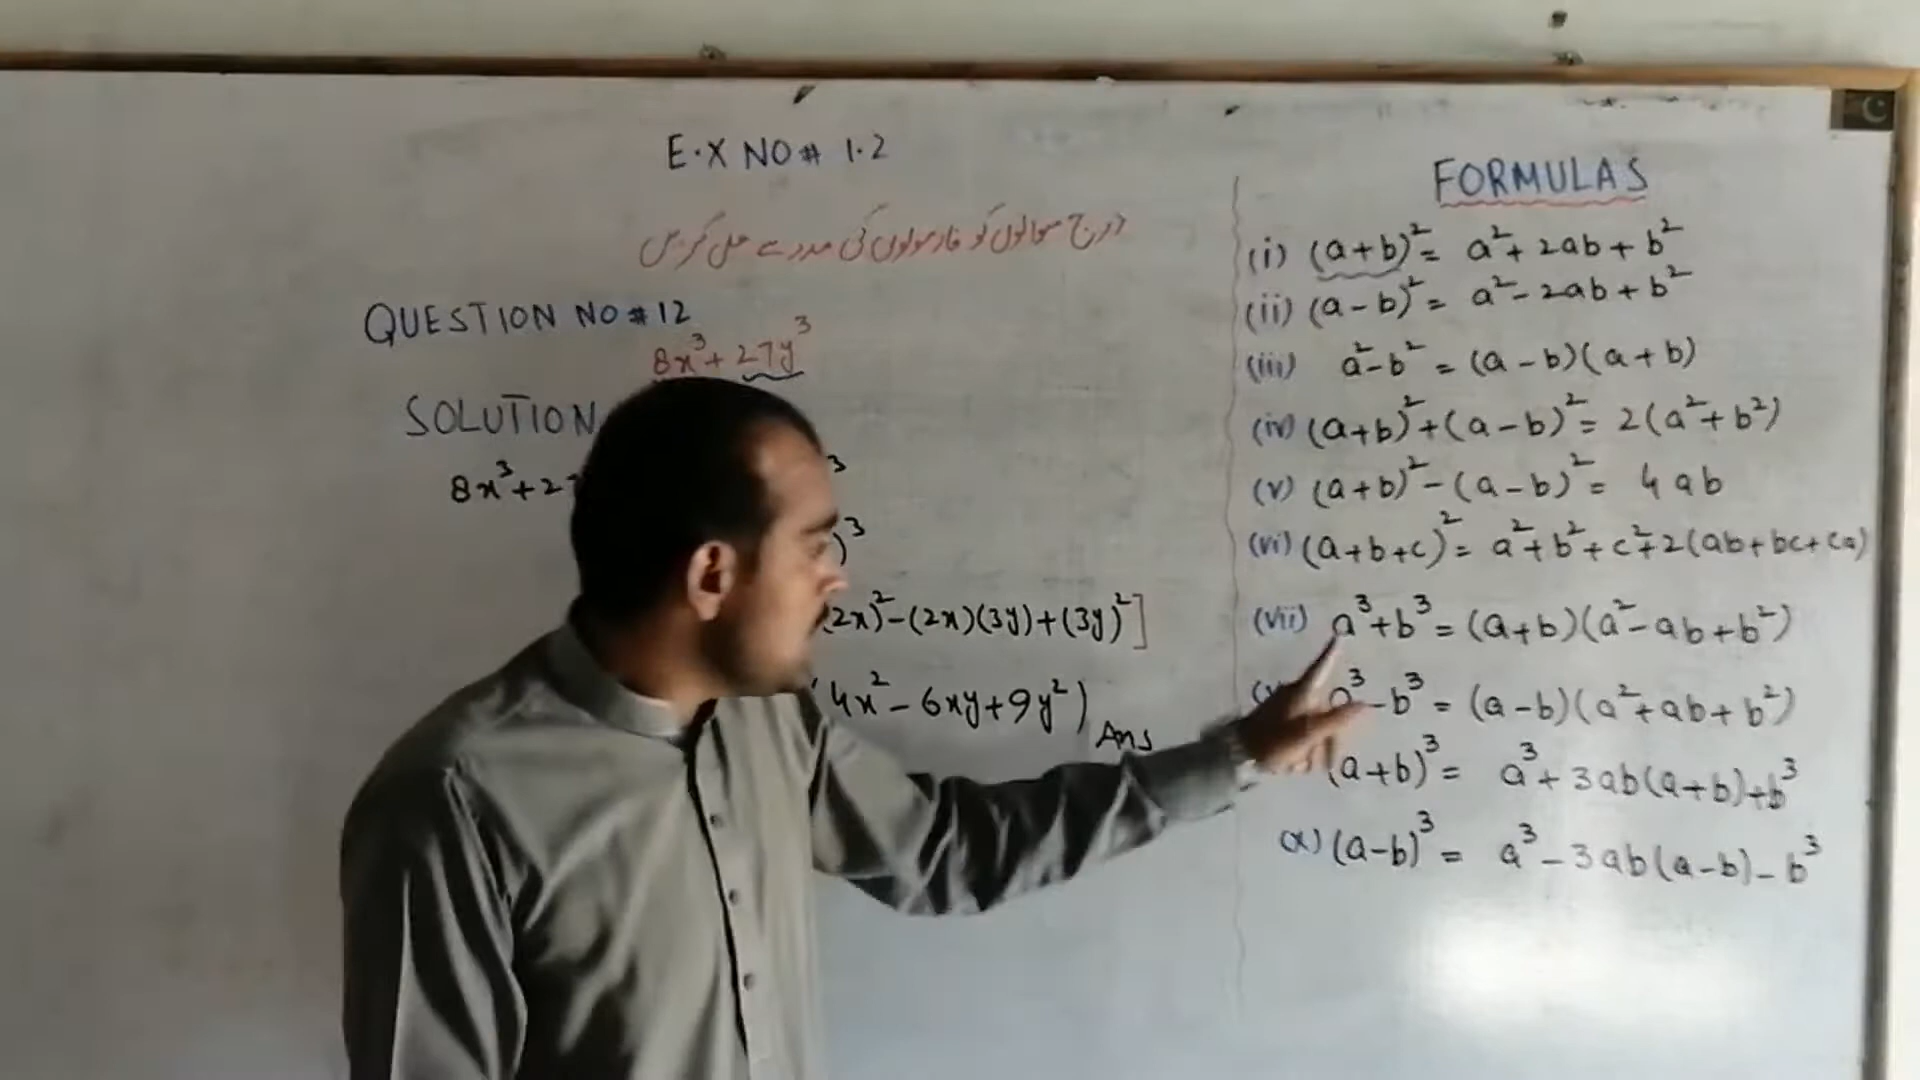 E.X NO# 1.2
درج سوالوں کو فارمولوں کی مدد سے حل کریں
QUESTION NO#12
8x³+27y³
SOLUTION
8x³+2
³
)³
(2x)²-(2x)(3y)+(3y)²]
(4x²-6xy+9y²) Ans
FORMULAS
(i) (a+b)²= a²+2ab+b²
(ii) (a-b)²= a²-2ab+b²
(iii) a²-b²=(a-b)(a+b)
(iv) (a+b)²+(a-b)²= 2(a²+b²)
(v) (a+b)²-(a-b)²= 4ab
(vi) (a+b+c)²= a²+b²+c²+2(ab+bc+ca)
(vii) a³+b³=(a+b)(a²-ab+b²)
a³-b³=(a-b)(a²+ab+b²)
(a+b)³= a³+3ab(a+b)+b³
(x) (a-b)³= a³-3ab(a-b)-b³